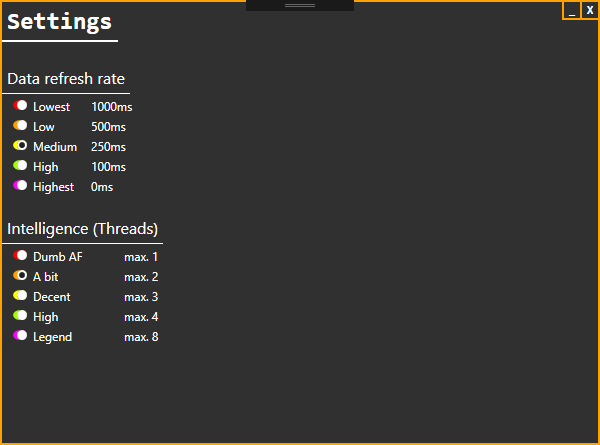 Settings
_ X
Data refresh rate
Lowest 1000ms
Low 500ms
Medium 250ms
High 100ms
Highest 0ms
Intelligence (Threads)
Dumb AF max. 1
A bit max. 2
Decent max. 3
High max. 4
Legend max. 8